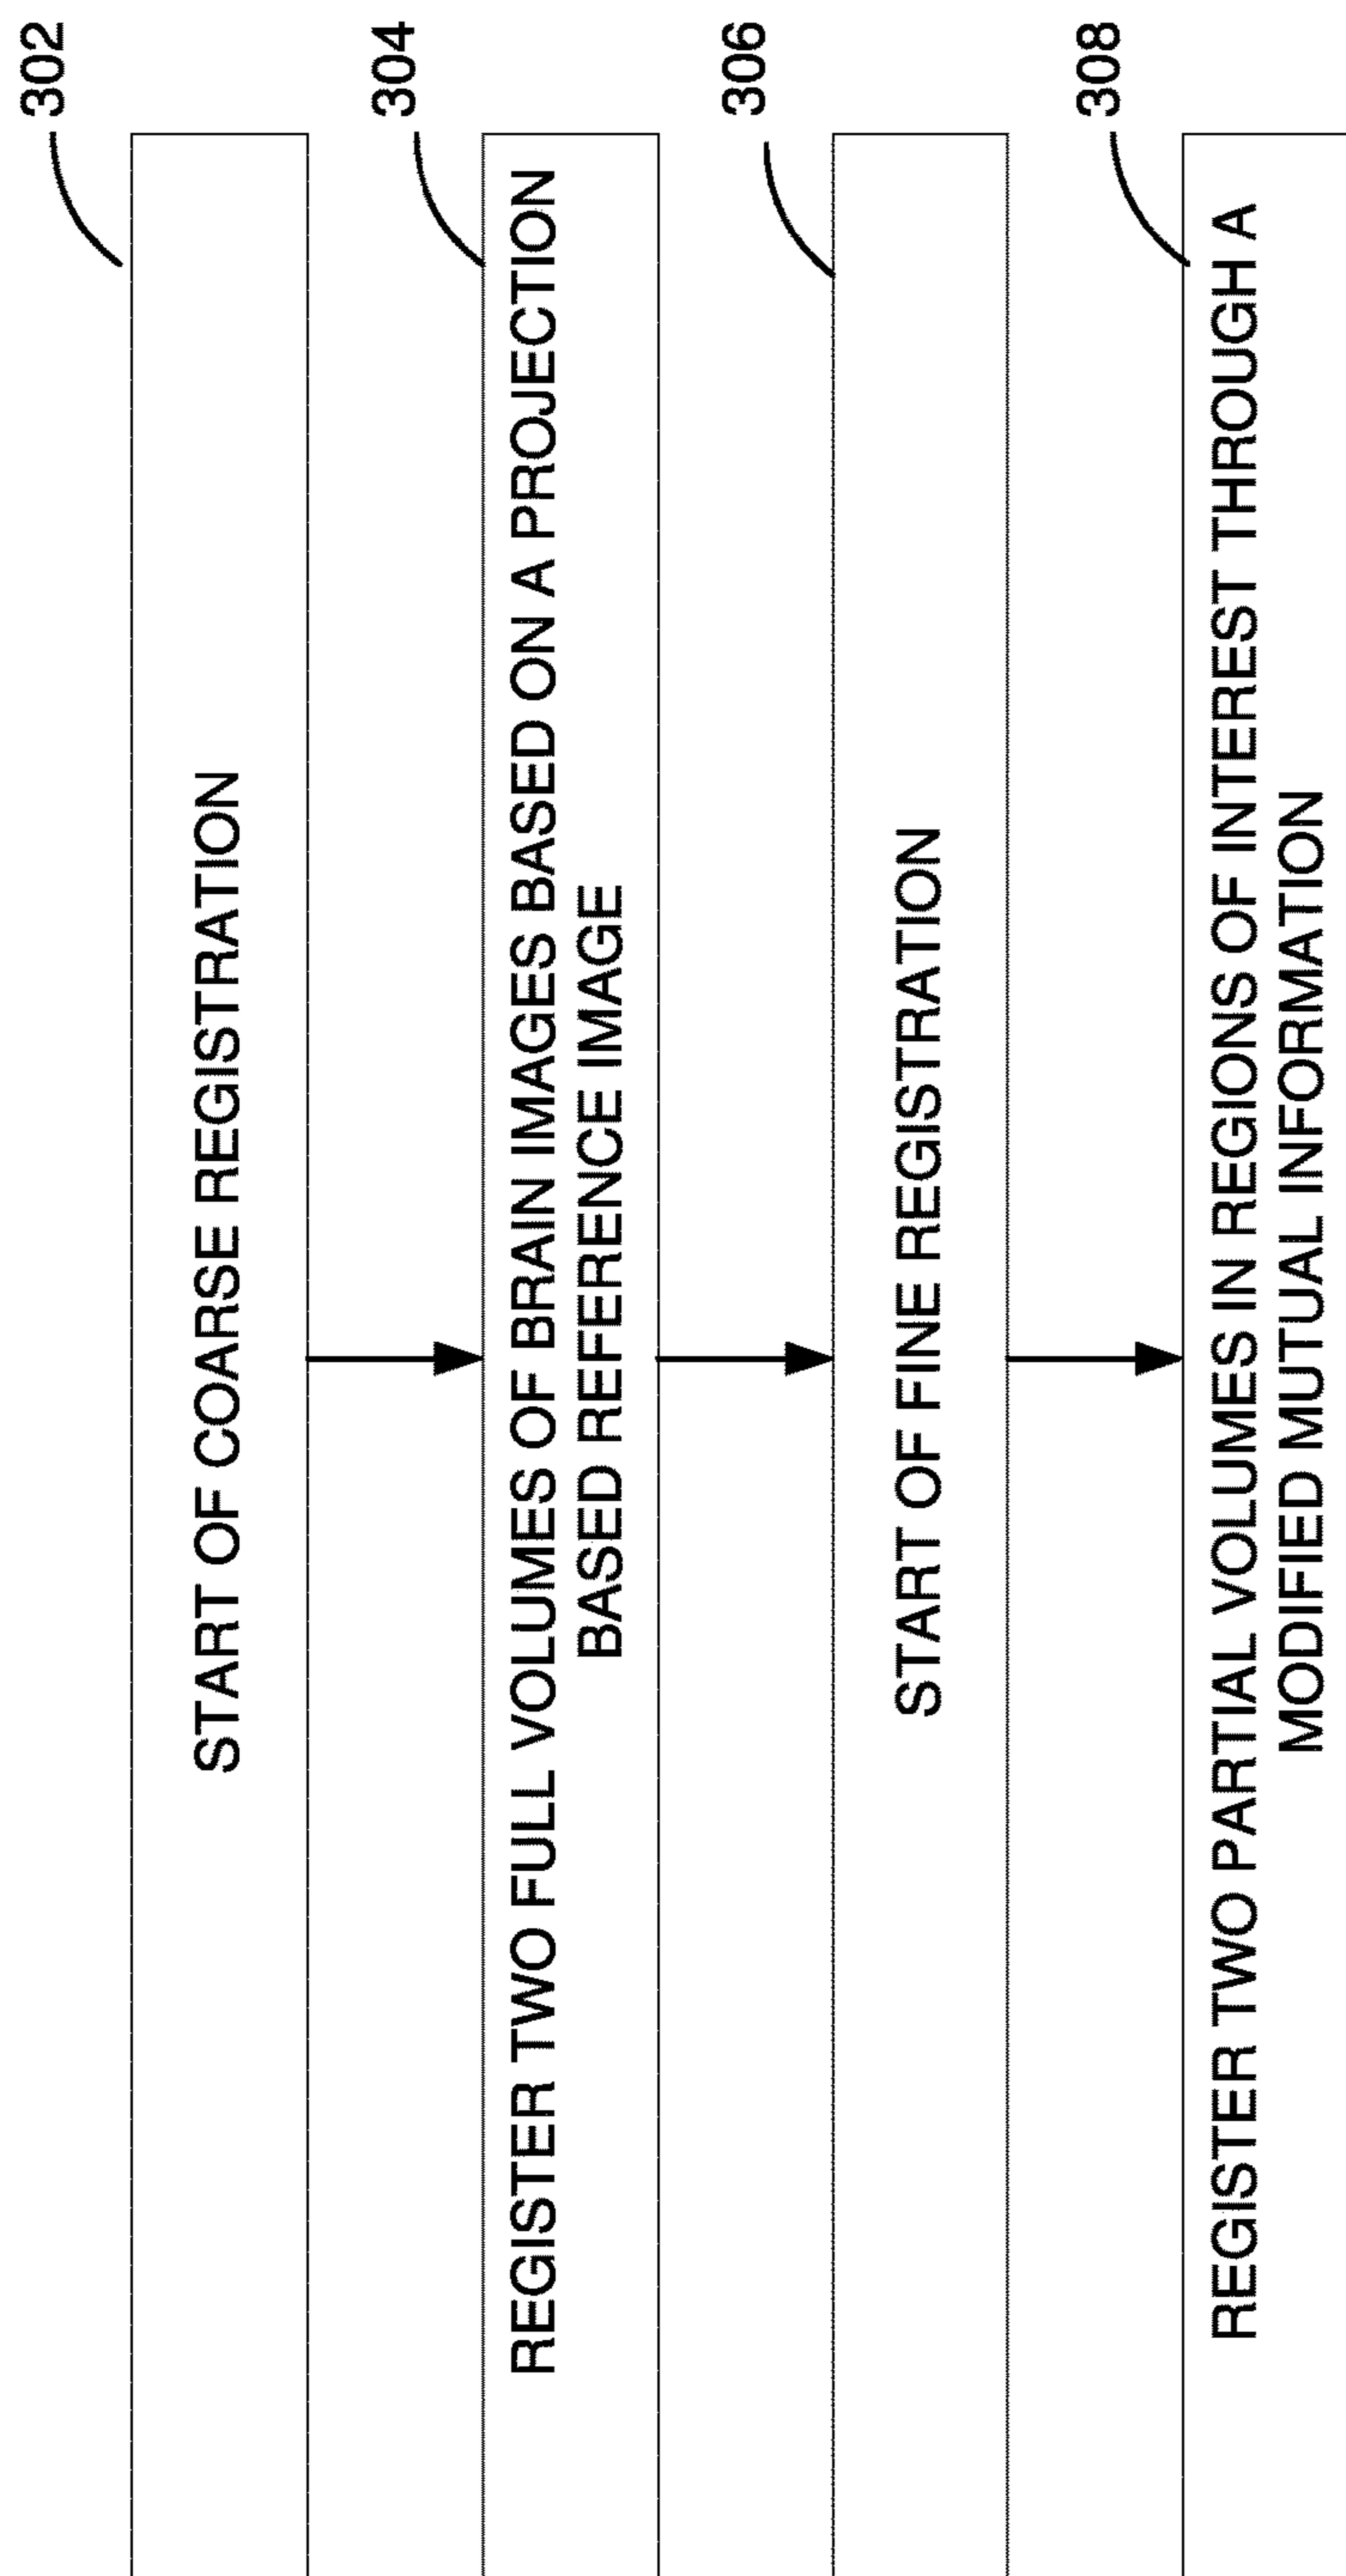 302
START OF COARSE REGISTRATION
304
REGISTER TWO FULL VOLUMES OF BRAIN IMAGES BASED ON A PROJECTION
BASED REFERENCE IMAGE
306
START OF FINE REGISTRATION
308
REGISTER TWO PARTIAL VOLUMES IN REGIONS OF INTEREST THROUGH A
MODIFIED MUTUAL INFORMATION